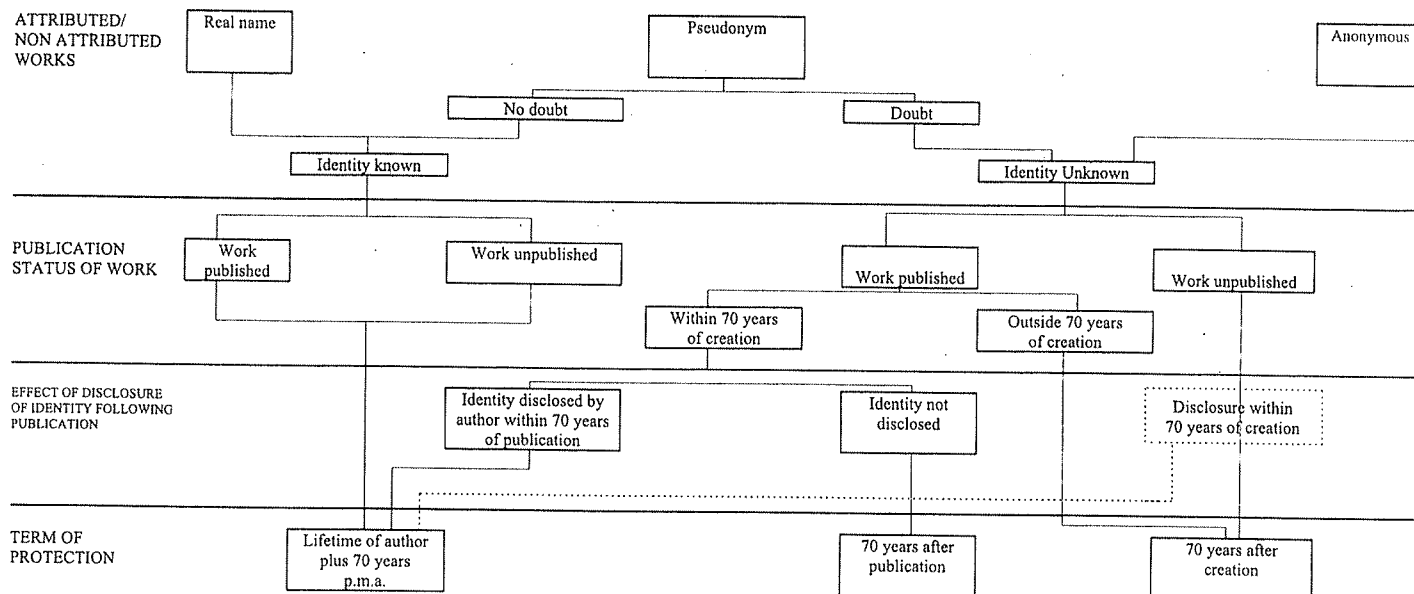 ATTRIBUTED/
NON ATTRIBUTED
WORKS
Real name
Pseudonym
Anonymous
No doubt
Doubt
Identity known
Identity Unknown
PUBLICATION
STATUS OF WORK
Work
published
Work unpublished
Work published
Work unpublished
Within 70 years
of creation
Outside 70 years
of creation
EFFECT OF DISCLOSURE
OF IDENTITY FOLLOWING
PUBLICATION
Identity disclosed by
author within 70 years
of publication
Identity not
disclosed
Disclosure within
70 years of creation
TERM OF
PROTECTION
Lifetime of author
plus 70 years
p.m.a.
70 years after
publication
70 years after
creation